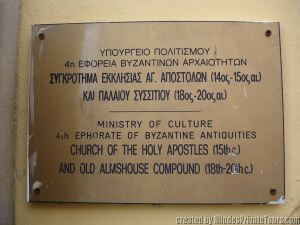 ΥΠΟΥΡΓΕΙΟ ΠΟΛΙΤΙΣΜΟΥ
4η ΕΦΟΡΕΙΑ ΒΥΖΑΝΤΙΝΩΝ ΑΡΧΑΙΟΤΗΤΩΝ
ΣΥΓΚΡΟΤΗΜΑ ΕΚΚΛΗΣΙΑΣ ΑΓ. ΑΠΟΣΤΟΛΩΝ (14ος-15ος αι.)
ΚΑΙ ΠΑΛΑΙΟΥ ΣΥΣΣΙΤΙΟΥ (18ος-20ος αι.)
MINISTRY OF CULTURE
4th EPHORATE OF BYZANTINE ANTIQUITIES
CHURCH OF THE HOLY APOSTLES (15th c.)
AND OLD ALMSHOUSE COMPOUND (18th-20th c.)
created by RhodesPrivateTours.com